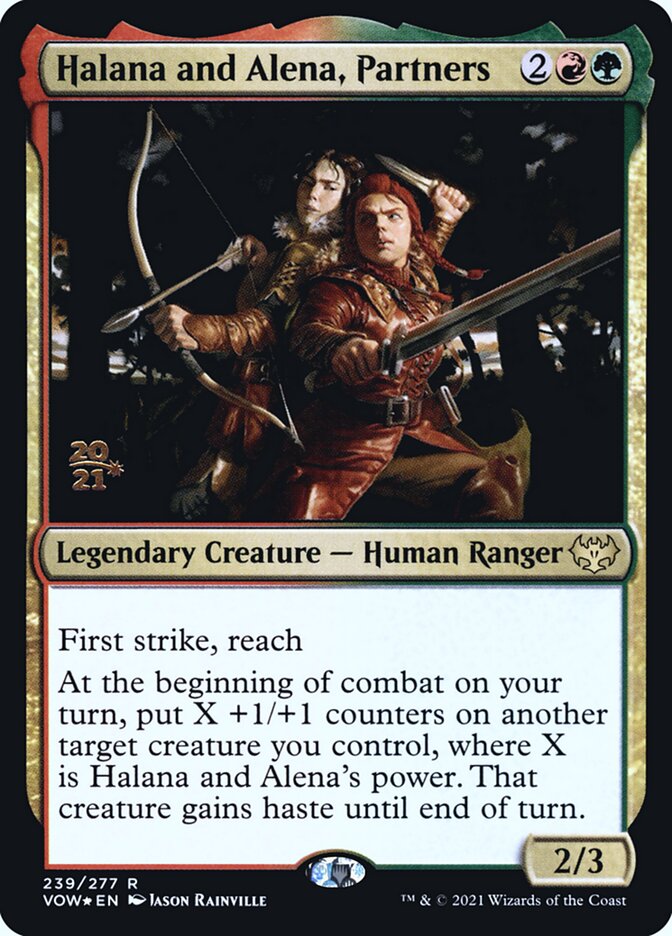 Halana and Alena, Partners 2
20
21
Legendary Creature — Human Ranger
First strike, reach
At the beginning of combat on your
turn, put X +1/+1 counters on another
target creature you control, where X
is Halana and Alena's power. That
creature gains haste until end of turn.
2/3
239/277 R
VOW★EN Jason Rainville
™ & © 2021 Wizards of the Coast